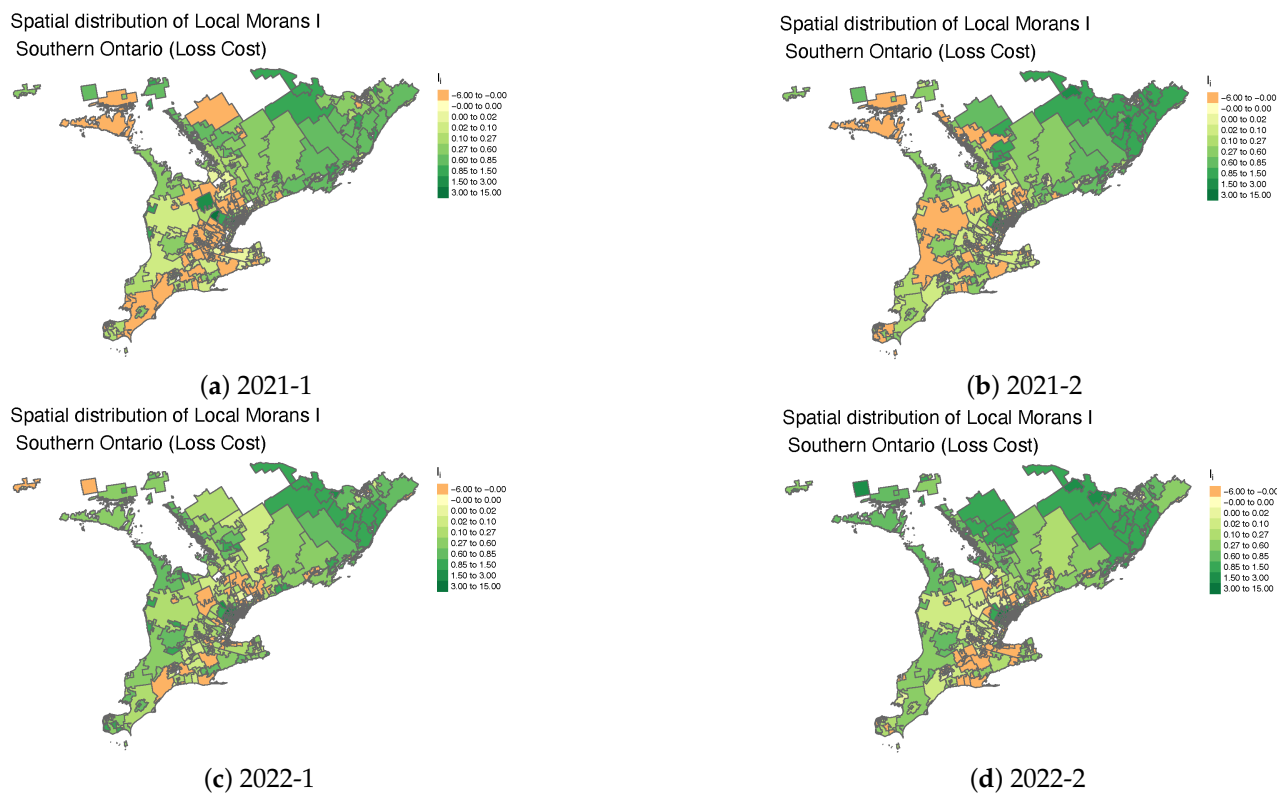 Spatial distribution of Local Morans I
Southern Ontario (Loss Cost)
Ii
−6.00 to −0.00
−0.00 to 0.00
0.00 to 0.02
0.02 to 0.10
0.10 to 0.27
0.27 to 0.60
0.60 to 0.85
0.85 to 1.50
1.50 to 3.00
3.00 to 15.00
(a) 2021-1
Spatial distribution of Local Morans I
Southern Ontario (Loss Cost)
Ii
−6.00 to −0.00
−0.00 to 0.00
0.00 to 0.02
0.02 to 0.10
0.10 to 0.27
0.27 to 0.60
0.60 to 0.85
0.85 to 1.50
1.50 to 3.00
3.00 to 15.00
(b) 2021-2
Spatial distribution of Local Morans I
Southern Ontario (Loss Cost)
Ii
−6.00 to −0.00
−0.00 to 0.00
0.00 to 0.02
0.02 to 0.10
0.10 to 0.27
0.27 to 0.60
0.60 to 0.85
0.85 to 1.50
1.50 to 3.00
3.00 to 15.00
(c) 2022-1
Spatial distribution of Local Morans I
Southern Ontario (Loss Cost)
Ii
−6.00 to −0.00
−0.00 to 0.00
0.00 to 0.02
0.02 to 0.10
0.10 to 0.27
0.27 to 0.60
0.60 to 0.85
0.85 to 1.50
1.50 to 3.00
3.00 to 15.00
(d) 2022-2